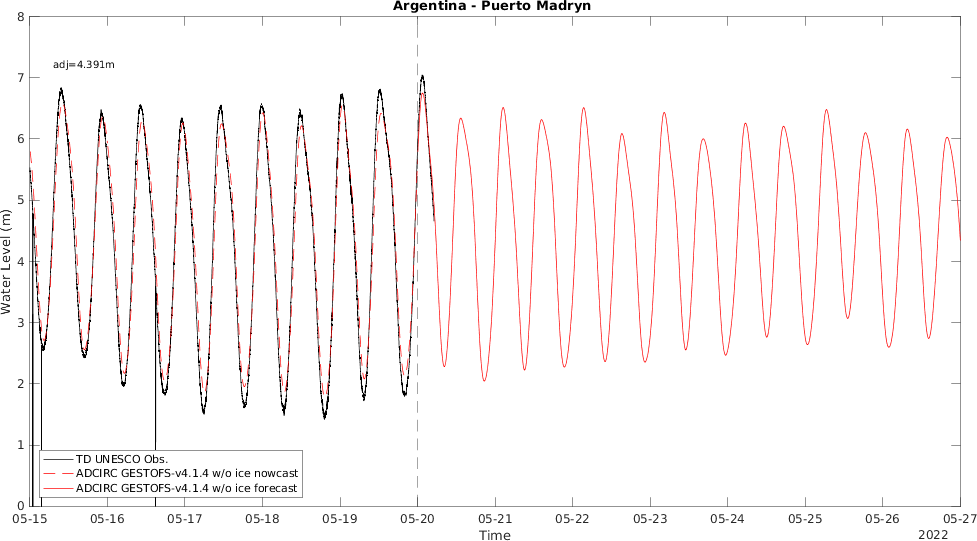 Argentina - Puerto Madryn
8
7
6
5
4
3
2
1
0
Water Level (m)
adj=4.391m
TD UNESCO Obs.
ADCIRC GESTOFS-v4.1.4 w/o ice nowcast
ADCIRC GESTOFS-v4.1.4 w/o ice forecast
05-15 05-16 05-17 05-18 05-19 05-20 05-21 05-22 05-23 05-24 05-25 05-26 05-27
Time
2022